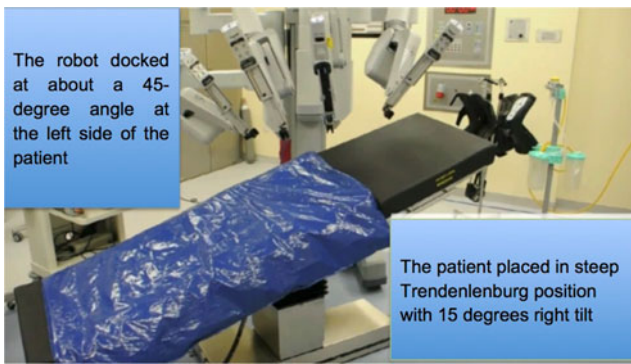 The robot docked
at about a 45-
degree angle at
the left side of the
patient
The patient placed in steep
Trendenlenburg position
with 15 degrees right tilt